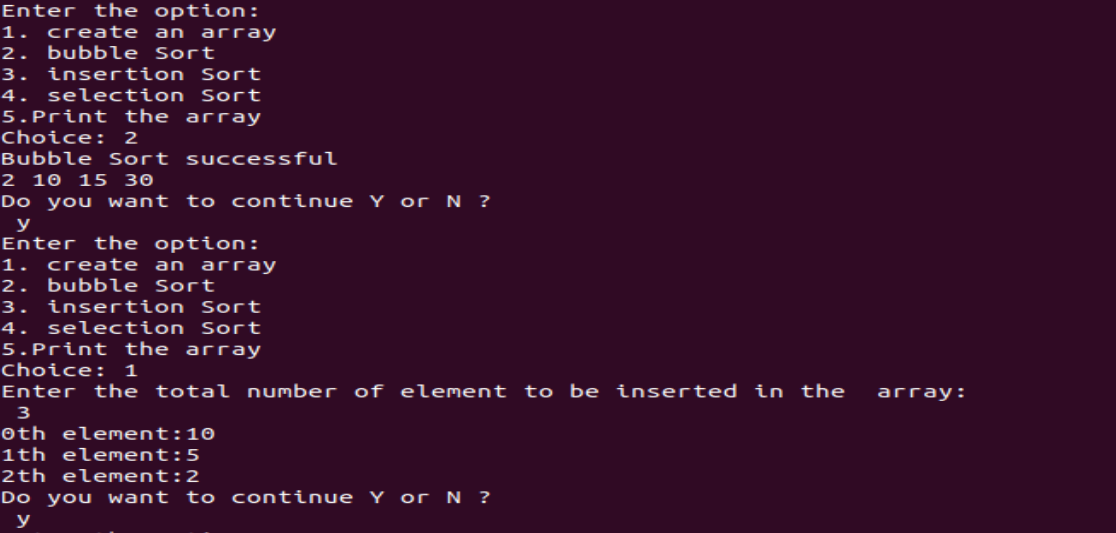 Enter the option:
1. create an array
2. bubble Sort
3. insertion Sort
4. selection Sort
5.Print the array
Choice: 2
Bubble Sort successful
2 10 15 30
Do you want to continue Y or N ?
y
Enter the option:
1. create an array
2. bubble Sort
3. insertion Sort
4. selection Sort
5.Print the array
Choice: 1
Enter the total number of element to be inserted in the  array:
3
0th element:10
1th element:5
2th element:2
Do you want to continue Y or N ?
y